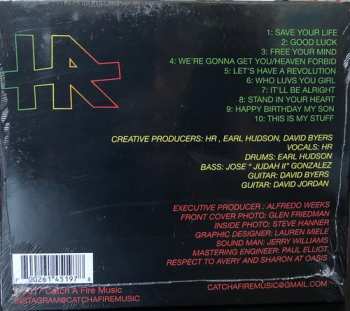 HR
1: SAVE YOUR LIFE
2: GOOD LUCK
3: FREE YOUR MIND
4: WE'RE GONNA GET YOU/HEAVEN FORBID
5: LET'S HAVE A REVOLUTION
6: WHO LUVS YOU GIRL
7: IT'LL BE ALRIGHT
8: STAND IN YOUR HEART
9: HAPPY BIRTHDAY MY SON
10: THIS IS MY STUFF
CREATIVE PRODUCERS: HR , EARL HUDSON, DAVID BYERS
VOCALS: HR
DRUMS: EARL HUDSON
BASS: JOSE " JUDAH II" GONZALEZ
GUITAR: DAVID BYERS
GUITAR: DAVID JORDAN
EXECUTIVE PRODUCER : ALFREDO WEEKS
FRONT COVER PHOTO: GLEN FRIEDMAN
INSIDE PHOTO: STEVE HANNER
GRAPHIC DESIGNER: LAUREN MIELE
SOUND MAN: JERRY WILLIAMS
MASTERING ENGINEER: PAUL ELLIOT
RESPECT TO AVERY AND SHARON AT OASIS
2017 Catch A Fire Music
INSTAGRAM@CATCHAFIREMUSIC
CATCHAFIREMUSIC@GMAIL.COM